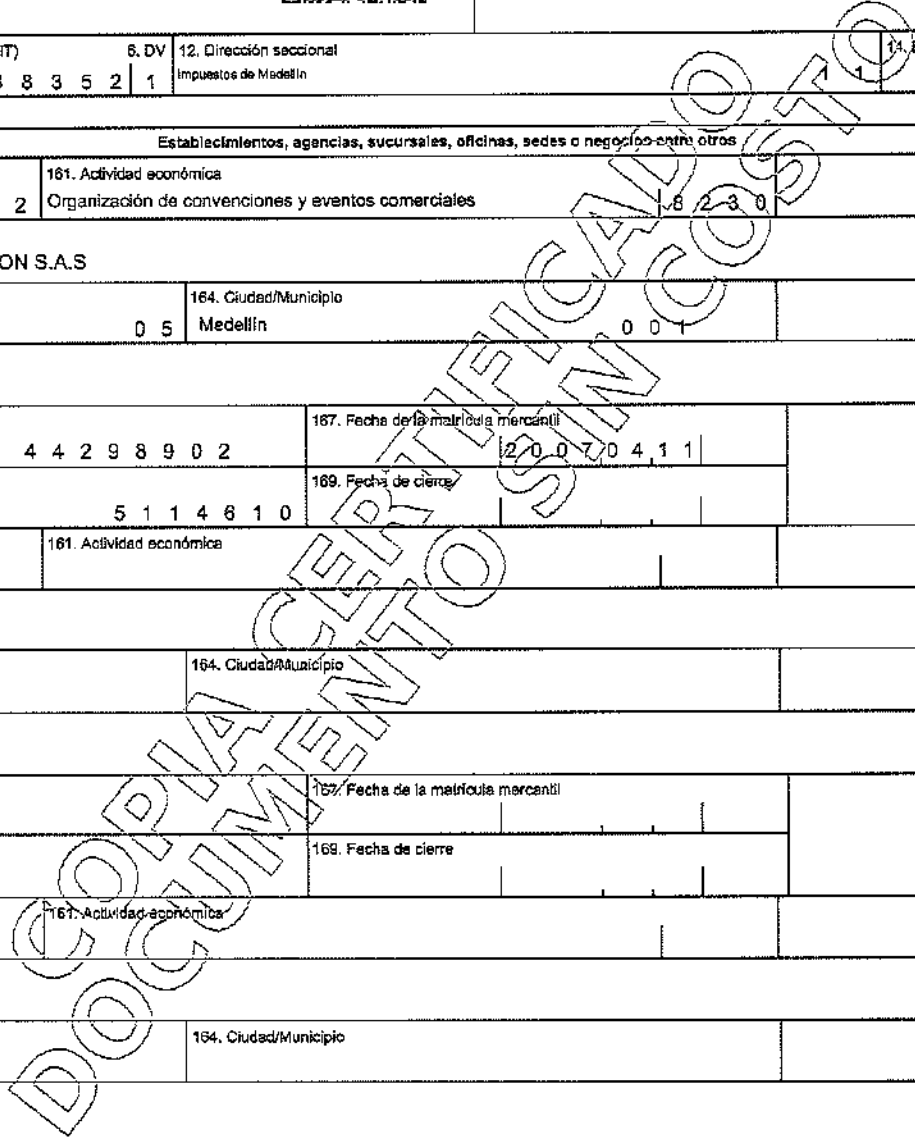 6. DV 12. Dirección seccional 14.
8 3 5 2 1 Impuestos de Medellín 1 1
Establecimientos, agencias, sucursales, oficinas, sedes o negocios entre otros
161. Actividad económica
2 Organización de convenciones y eventos comerciales 8 2 3 0
ON S.A.S
164. Ciudad/Municipio
0 5 Medellín 0 0 1
167. Fecha de la matrícula mercantil
4 4 2 9 8 9 0 2 2 0 0 7 0 4 1 1
169. Fecha de cierre
5 1 1 4 6 1 0
161. Actividad económica
164. Ciudad/Municipio
167. Fecha de la matrícula mercantil
169. Fecha de cierre
161. Actividad económica
164. Ciudad/Municipio
COPIA CERTIFICADO
DOCUMENTO SIN COSTO